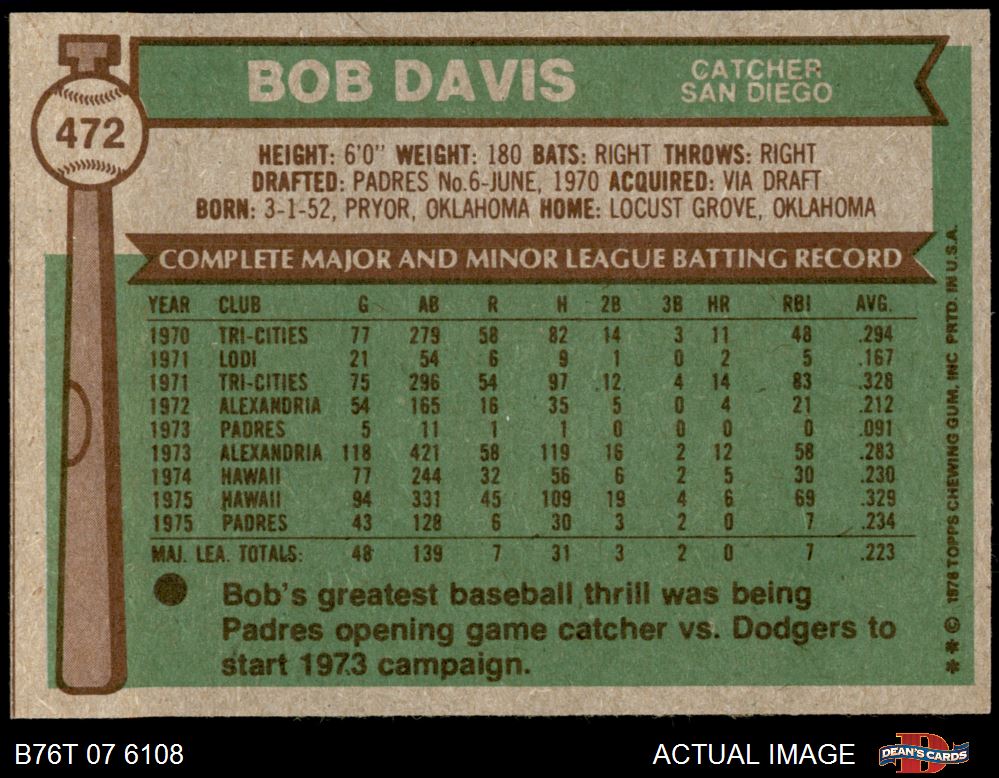 BOB DAVIS
CATCHER
SAN DIEGO
472
HEIGHT: 6'0" WEIGHT: 180 BATS: RIGHT THROWS: RIGHT
DRAFTED: PADRES No.6-JUNE, 1970 ACQUIRED: VIA DRAFT
BORN: 3-1-52, PRYOR, OKLAHOMA HOME: LOCUST GROVE, OKLAHOMA
COMPLETE MAJOR AND MINOR LEAGUE BATTING RECORD
YEAR CLUB G AB R H 2B 3B HR RBI AVG.
1970 TRI-CITIES 77 279 58 82 14 3 11 48 .294
1971 LODI 21 54 6 9 1 0 2 5 .167
1971 TRI-CITIES 75 296 54 97 12 4 14 83 .328
1972 ALEXANDRIA 54 165 16 35 5 0 4 21 .212
1973 PADRES 5 11 1 1 0 0 0 0 .091
1973 ALEXANDRIA 118 421 58 119 16 2 12 58 .283
1974 HAWAII 77 244 32 56 6 2 5 30 .230
1975 HAWAII 94 331 45 109 19 4 6 69 .329
1975 PADRES 43 128 6 30 3 2 0 7 .234
MAJ. LEA. TOTALS: 48 139 7 31 3 2 0 7 .223
Bob's greatest baseball thrill was being
Padres opening game catcher vs. Dodgers to
start 1973 campaign.
**© 1976 TOPPS CHEWING GUM, INC PRTD. IN U.S.A.
B76T 07 6108
ACTUAL IMAGE
DEAN'S CARDS